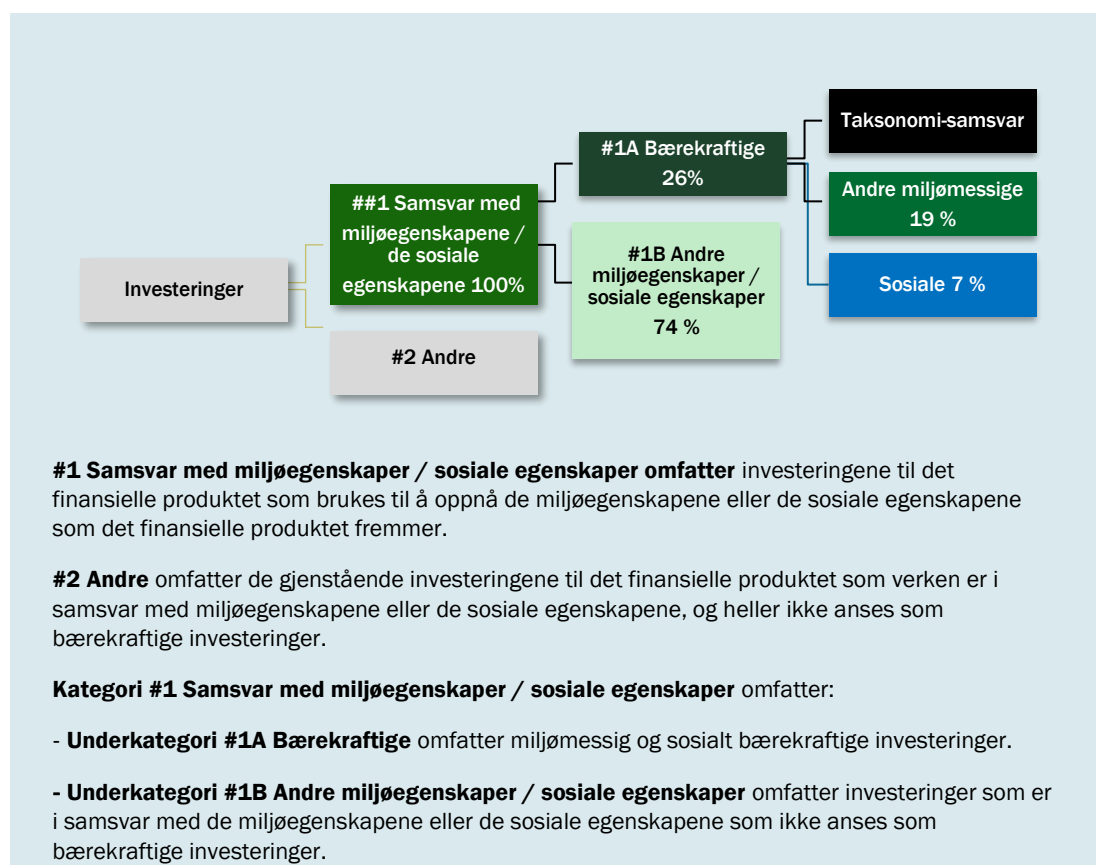 Investeringer
##1 Samsvar med
miljøegenskapene /
de sosiale
egenskapene 100%
#2 Andre
#1A Bærekraftige
26%
#1B Andre
miljøegenskaper /
sosiale egenskaper
74 %
Taksonomi-samsvar
Andre miljømessige
19 %
Sosiale 7 %
#1 Samsvar med miljøegenskaper / sosiale egenskaper omfatter investeringene til det
finansielle produktet som brukes til å oppnå de miljøegenskapene eller de sosiale egenskapene
som det finansielle produktet fremmer.
#2 Andre omfatter de gjenstående investeringene til det finansielle produktet som verken er i
samsvar med miljøegenskapene eller de sosiale egenskapene, og heller ikke anses som
bærekraftige investeringer.
Kategori #1 Samsvar med miljøegenskaper / sosiale egenskaper omfatter:
- Underkategori #1A Bærekraftige omfatter miljømessig og sosialt bærekraftige investeringer.
- Underkategori #1B Andre miljøegenskaper / sosiale egenskaper omfatter investeringer som er
i samsvar med de miljøegenskapene eller de sosiale egenskapene som ikke anses som
bærekraftige investeringer.